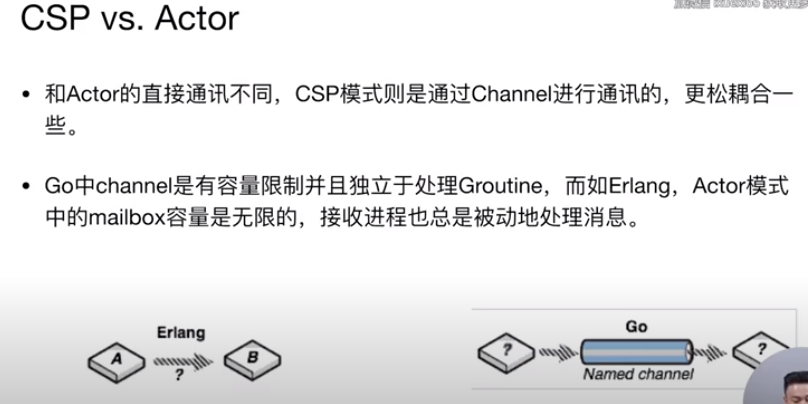 CSP vs. Actor
• 和Actor的直接通讯不同，CSP模式则是通过Channel进行通讯的，更松耦合一
些。
• Go中channel是有容量限制并且独立于处理Groutine，而如Erlang，Actor模式
中的mailbox容量是无限的，接收进程也总是被动地处理消息。
Erlang
A
B
?
Go
?
?
Named channel